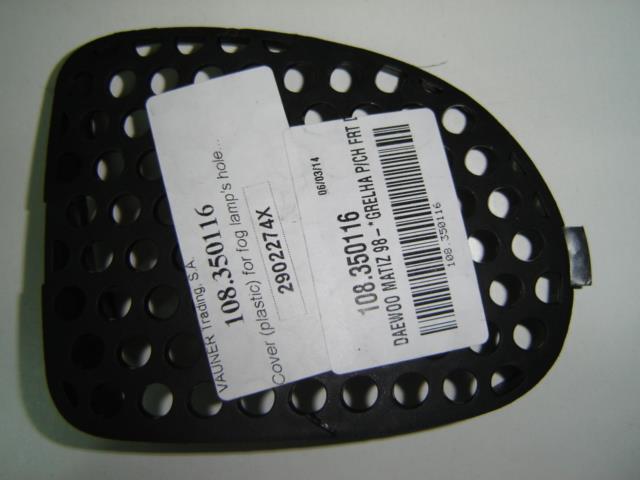 VAUNER Trading, S.A.
108.350116
Cover (plastic) for fog lamp's hole...
2902274X
06/03/14
108.350116
DAEWOO MATIZ 98 – *GRELHA P/CH FRT
108.350116